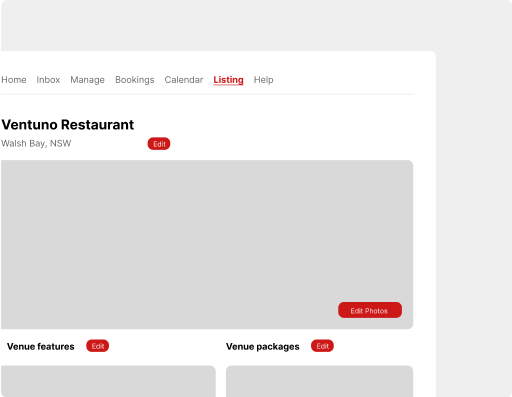 Home Inbox Manage Bookings Calendar Listing Help
Ventuno Restaurant
Walsh Bay, NSW Edit
Edit Photos
Venue features Edit Venue packages Edit